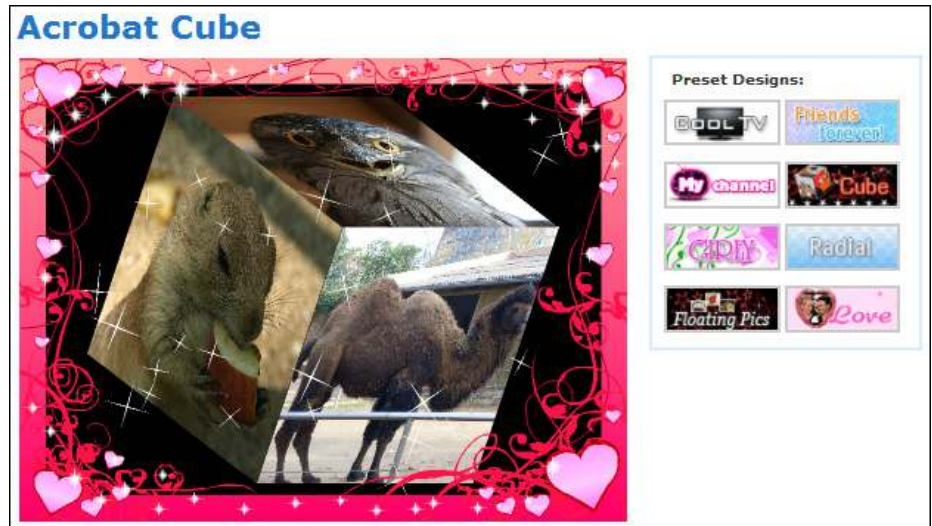 Acrobat Cube
Preset Designs:
COOL TV
Friends
forever!
My channel
Cube
GIRLY
Radial
Floating Pics
Love